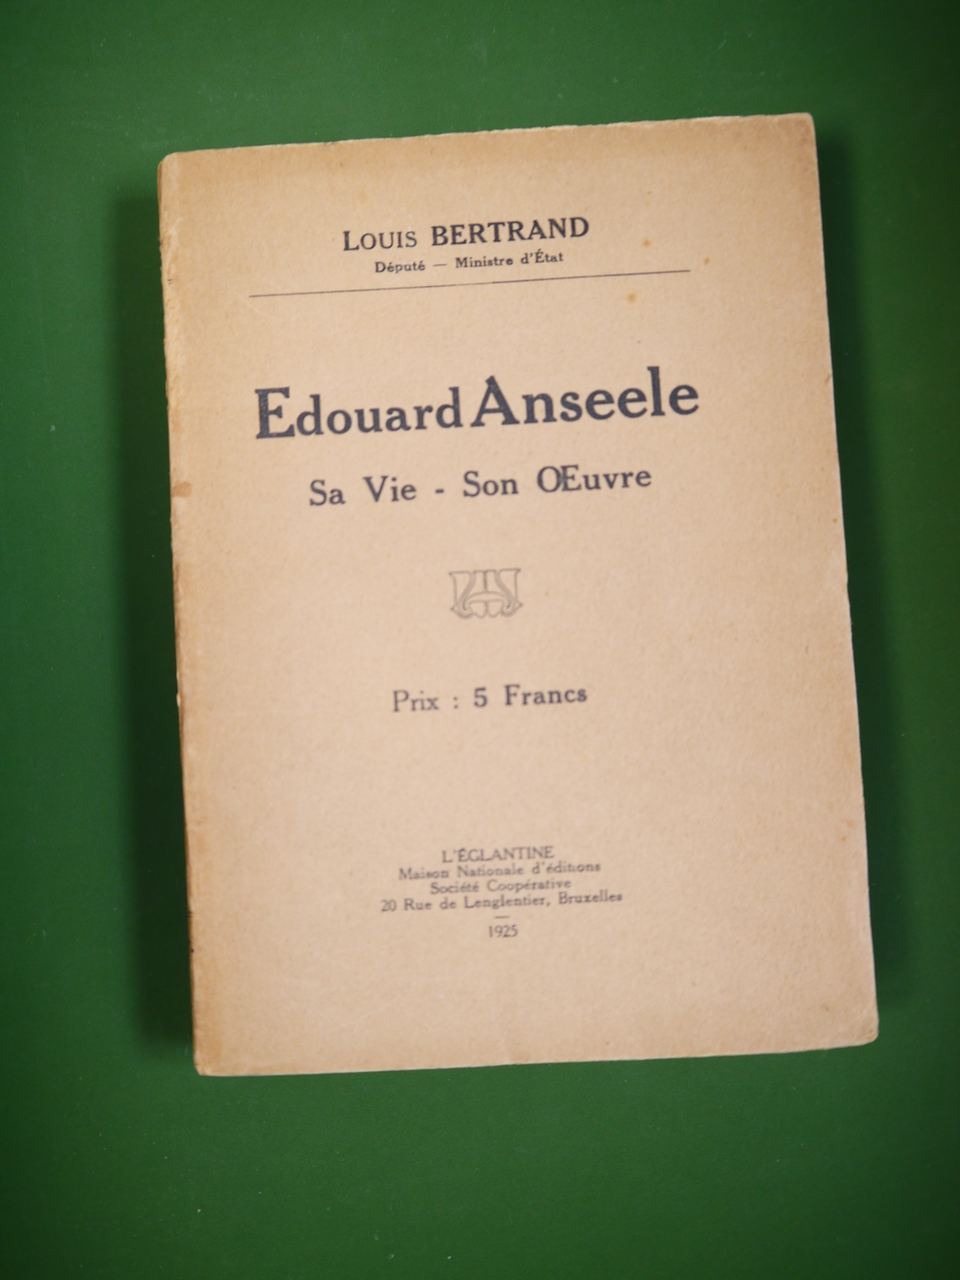 Louis BERTRAND
Député — Ministre d'État
Edouard Anseele
Sa Vie - Son Œuvre
Prix : 5 Francs
L'ÉGLANTINE
Maison Nationale d'éditions
Société Coopérative
20 Rue de Lenglentier, Bruxelles
1925